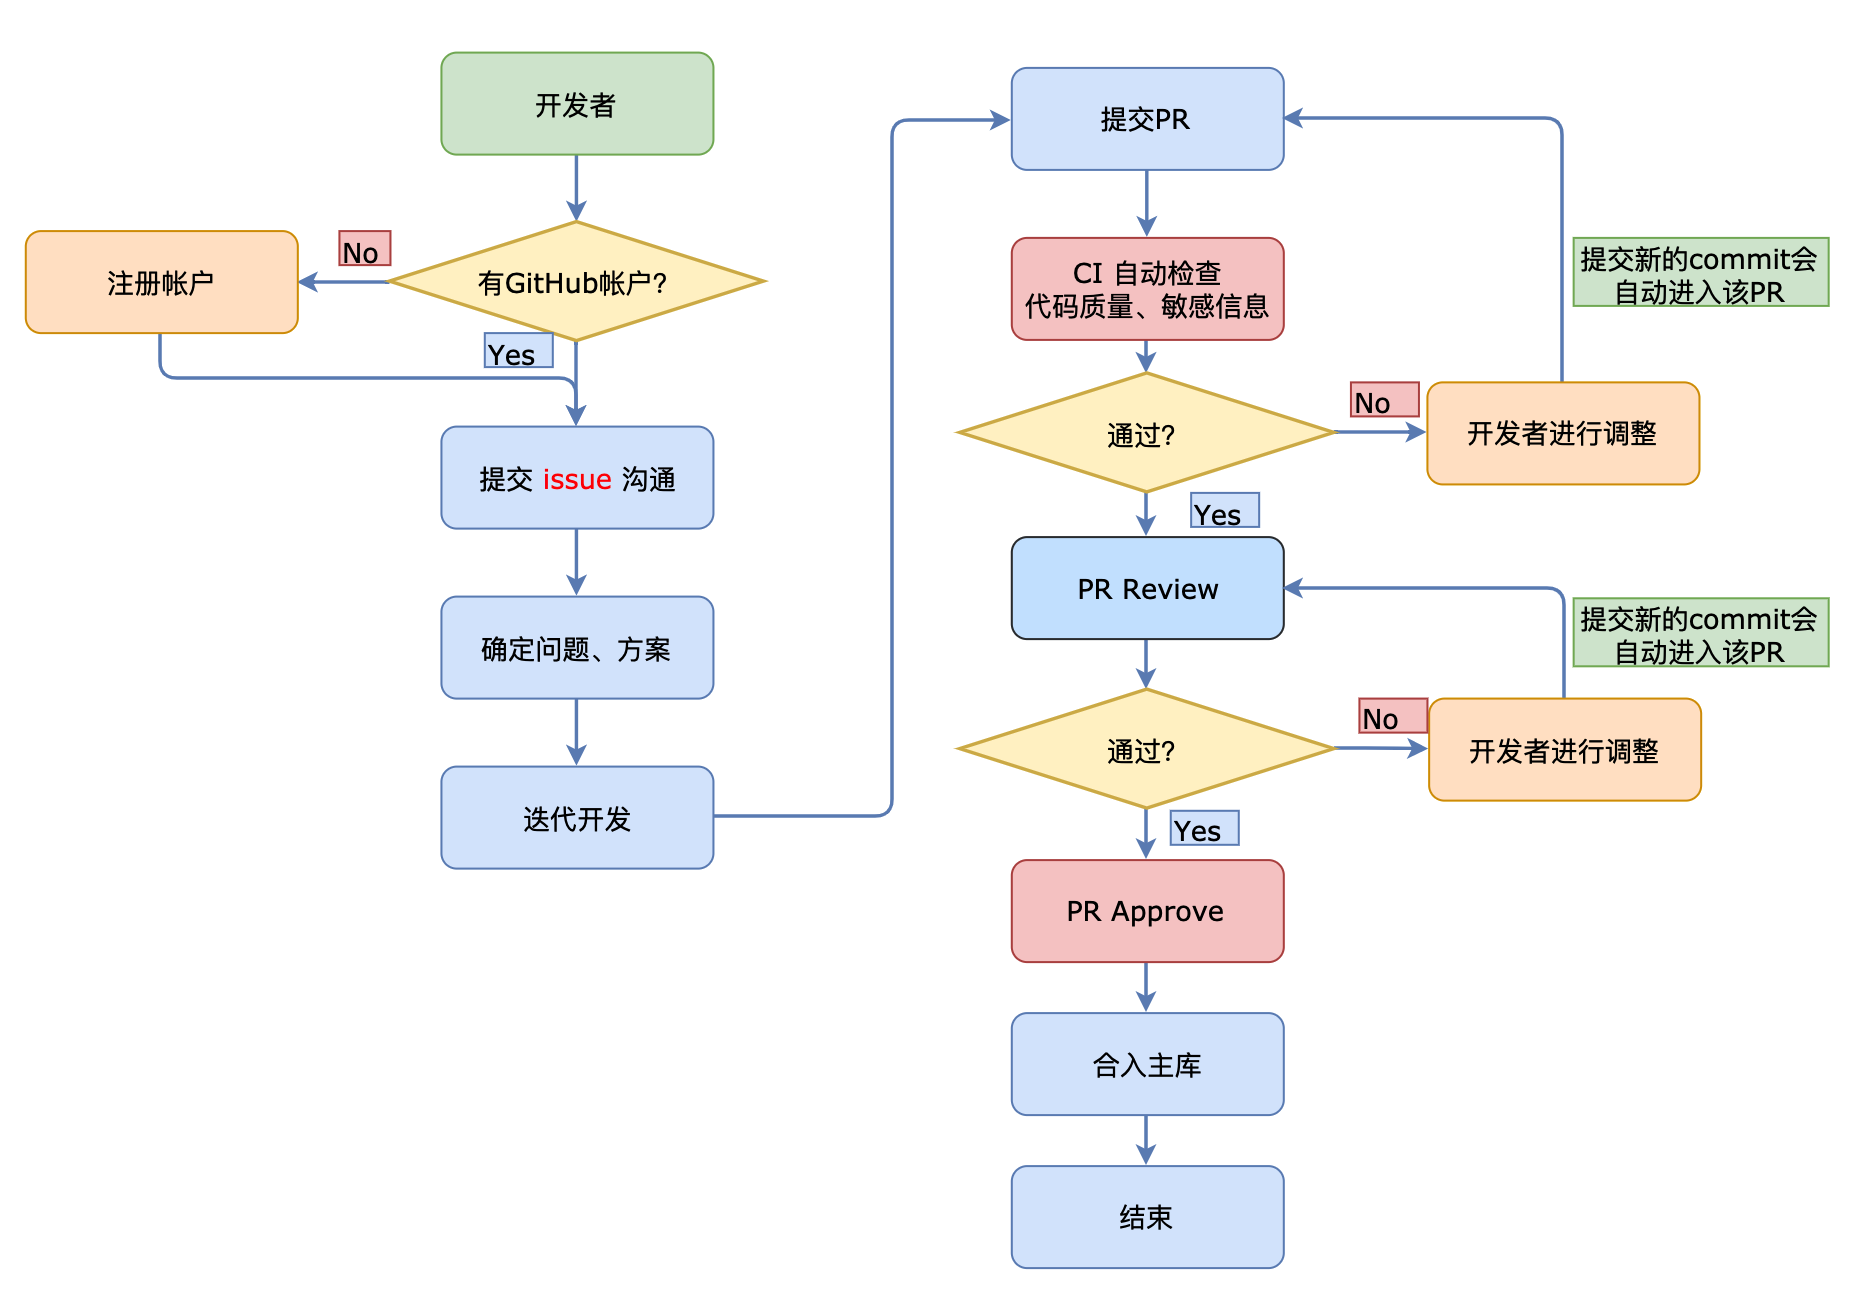 开发者
有GitHub帐户?
No
注册帐户
Yes
提交 issue 沟通
确定问题、方案
迭代开发
提交PR
CI 自动检查
代码质量、敏感信息
通过?
No
开发者进行调整
提交新的commit会
自动进入该PR
Yes
PR Review
通过?
No
开发者进行调整
提交新的commit会
自动进入该PR
Yes
PR Approve
合入主库
结束